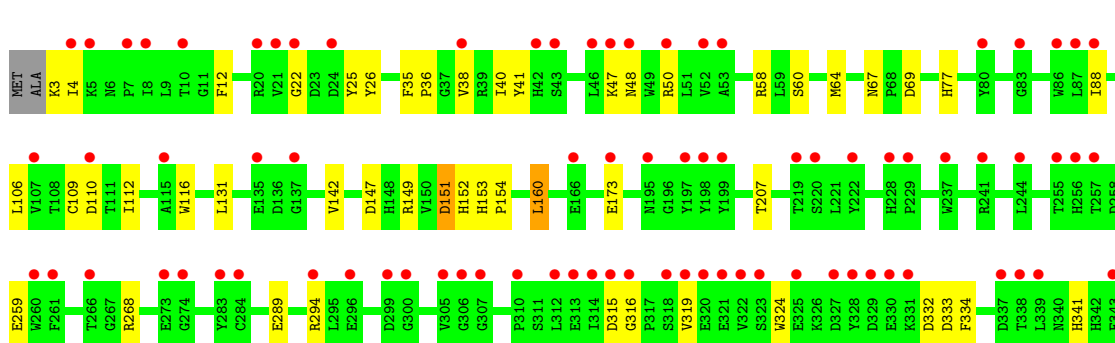 MET ALA K3 I4 K5 N6 P7 I8 L9 T10 G11 F12 R20 V21 G22 D23 D24 Y25 Y26 F35 P36 G37 V38 R39 I40 Y41 H42 S43 L46 K47 N48 W49 R50 L51 V52 A53 R58 L59 S60 M64 N67 P68 D69 H77 Y80 G83 W86 L87 I88
L106 V107 T108 C109 D110 T111 I112 A115 W116 L131 E135 D136 G137 V142 D147 H148 R149 V150 D151 H152 H153 P154 L160 E166 E173 N195 G196 Y197 Y198 Y199 T207 T219 S220 L221 Y222 H228 P229 W237 R241 L244 T255 H256 T257
E259 W260 F261 T266 G267 R268 E273 G274 Y283 C284 E289 R294 L295 E296 D299 G300 V305 G306 G307 P310 S311 L312 E313 I314 D315 G316 P317 S318 V319 E320 E321 V322 S323 W324 E325 K326 D327 Y328 D329 E330 K331 D332 D333 F334 D337 T338 L339 N340 H341 H342